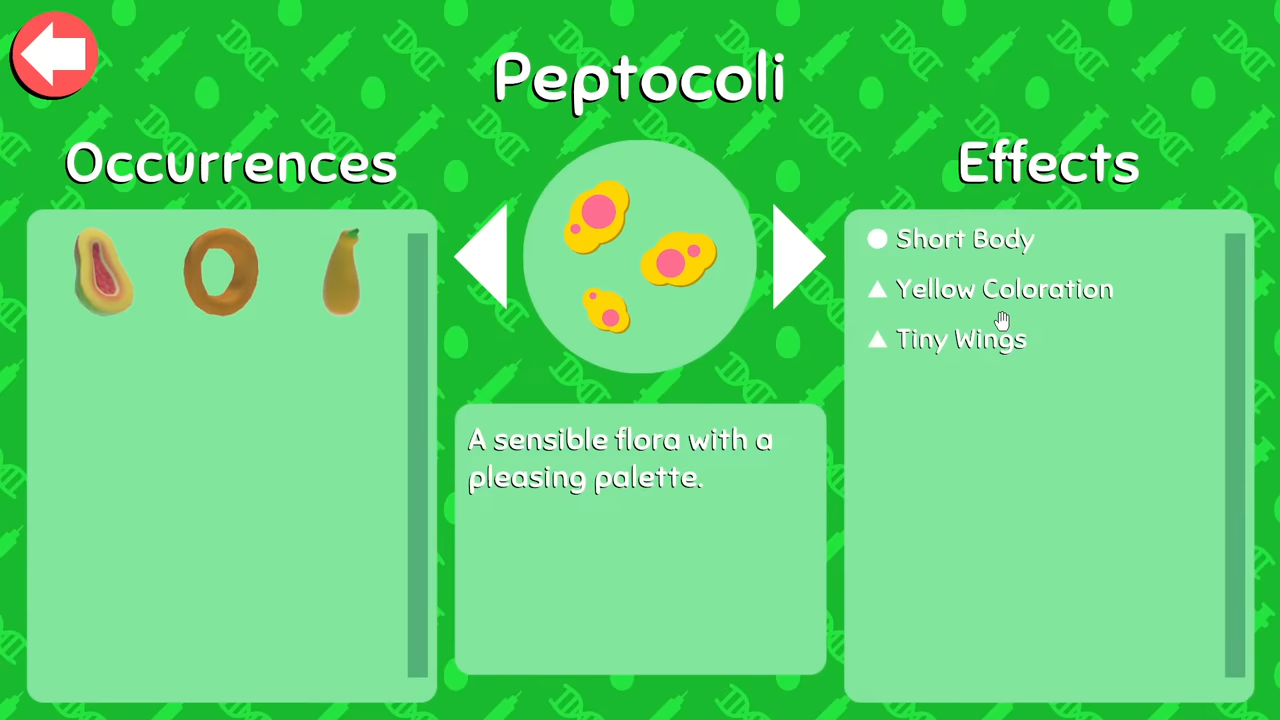 Peptocoli
Occurrences
Effects
Short Body
Yellow Coloration
Tiny Wings
A sensible flora with a
pleasing palette.